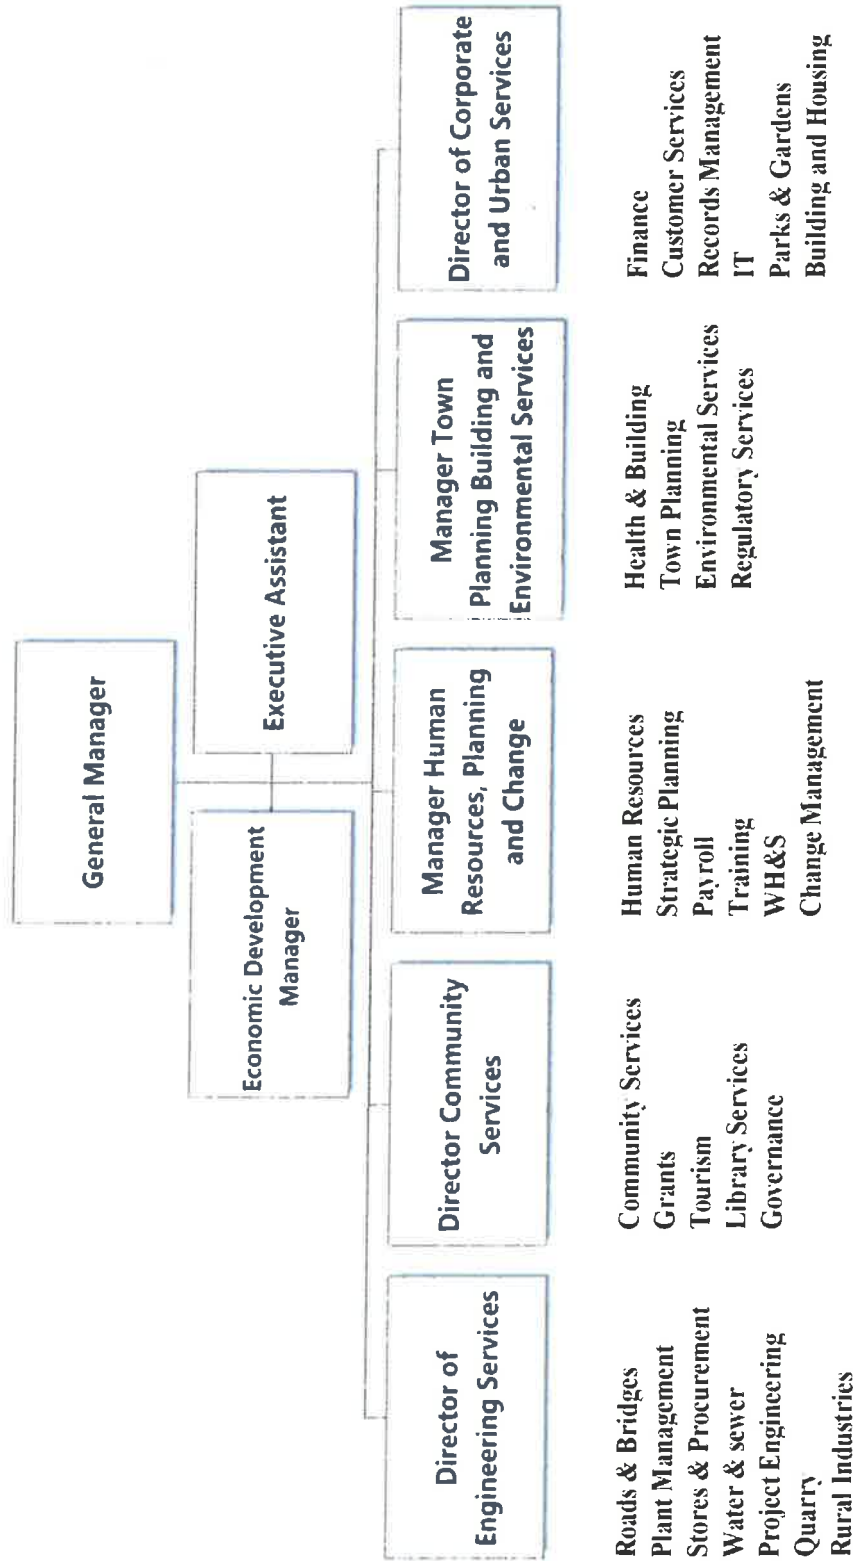 General Manager
Economic Development
Manager
Executive Assistant
Director of
Engineering Services
Director Community
Services
Manager Human
Resources, Planning
and Change
Manager Town
Planning Building and
Environmental Services
Director of Corporate
and Urban Services
Roads & Bridges
Plant Management
Stores & Procurement
Water & sewer
Project Engineering
Quarry
Rural Industries
Community Services
Grants
Tourism
Library Services
Governance
Human Resources
Strategic Planning
Payroll
Training
WH&S
Change Management
Health & Building
Town Planning
Environmental Services
Regulatory Services
Finance
Customer Services
Records Management
IT
Parks & Gardens
Building and Housing